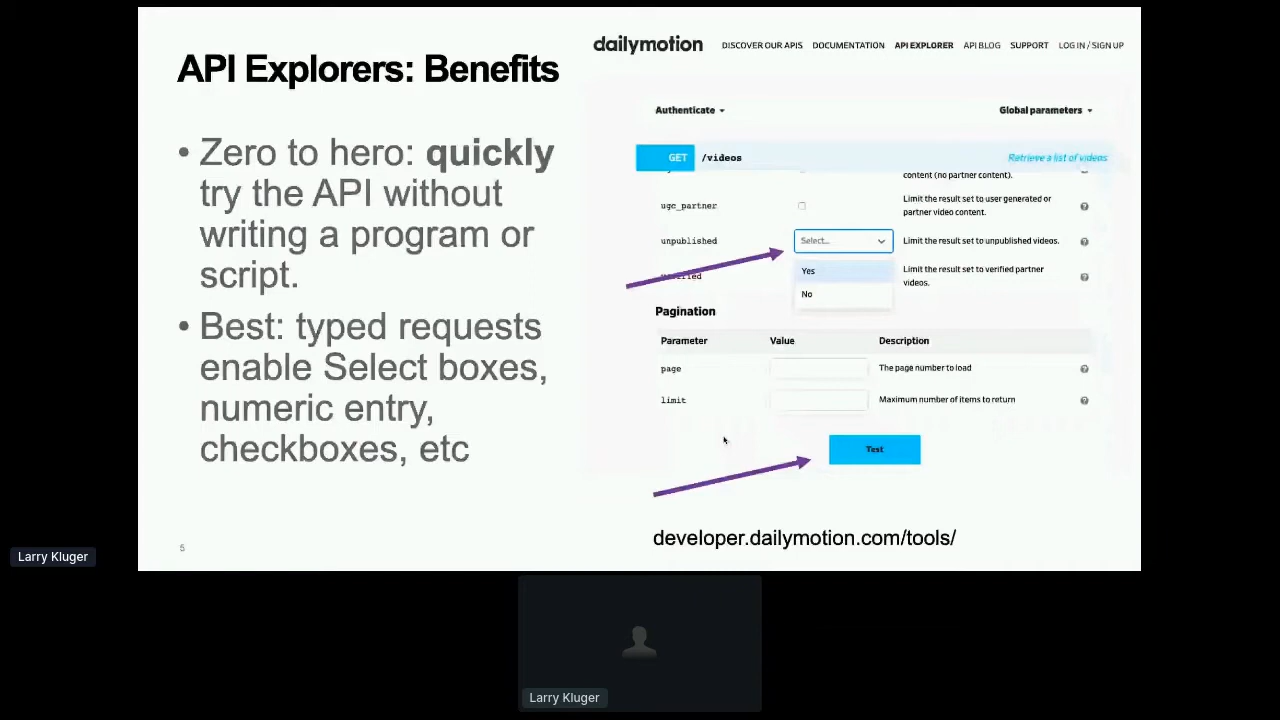 API Explorers: Benefits
• Zero to hero: quickly
try the API without
writing a program or
script.
• Best: typed requests
enable Select boxes,
numeric entry,
checkboxes, etc
5
dailymotion
DISCOVER OUR APIS DOCUMENTATION API EXPLORER API BLOG SUPPORT LOG IN / SIGN UP
Authenticate
Global parameters
GET /videos Retrieve a list of videos
content (no partner content).
ugc_partner
Limit the result set to user generated or
partner video content.
unpublished
Select...
Limit the result set to unpublished videos.
Yes
No
verified
Limit the result set to verified partner
videos.
Pagination
Parameter Value Description
page The page number to load
limit Maximum number of items to return
Test
developer.dailymotion.com/tools/
Larry Kluger
Larry Kluger